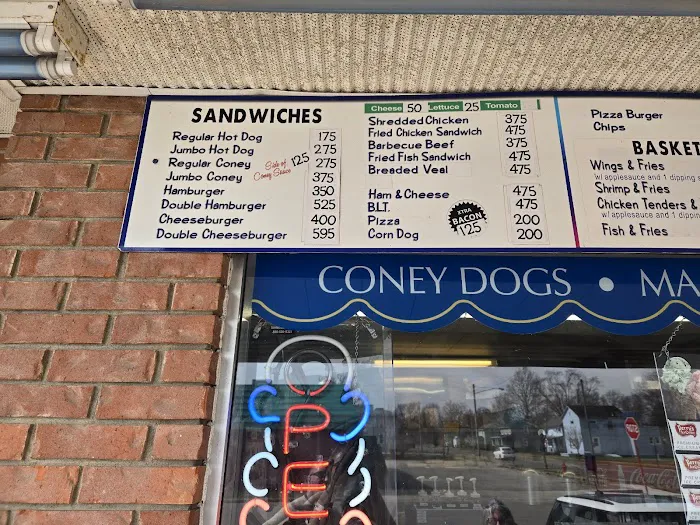 SANDWICHES
Regular Hot Dog 175
Jumbo Hot Dog 275
Regular Coney 275
Side of Coney Sauce 125
Jumbo Coney 375
Hamburger 350
Double Hamburger 525
Cheeseburger 400
Double Cheeseburger 595
Cheese 50 Lettuce 25 Tomato
Shredded Chicken 375
Fried Chicken Sandwich 475
Barbecue Beef 375
Fried Fish Sandwich 475
Breaded Veal 475
Ham & Cheese 475
B.L.T. 475
XTRA BACON 125
Pizza 200
Corn Dog 200
Pizza Burger
Chips
BASKET
Wings & Fries
w/ applesauce and 1 dipping
Shrimp & Fries
Chicken Tenders &
w/ applesauce and 1 dippin
Fish & Fries
CONEY DOGS • MA
OPE